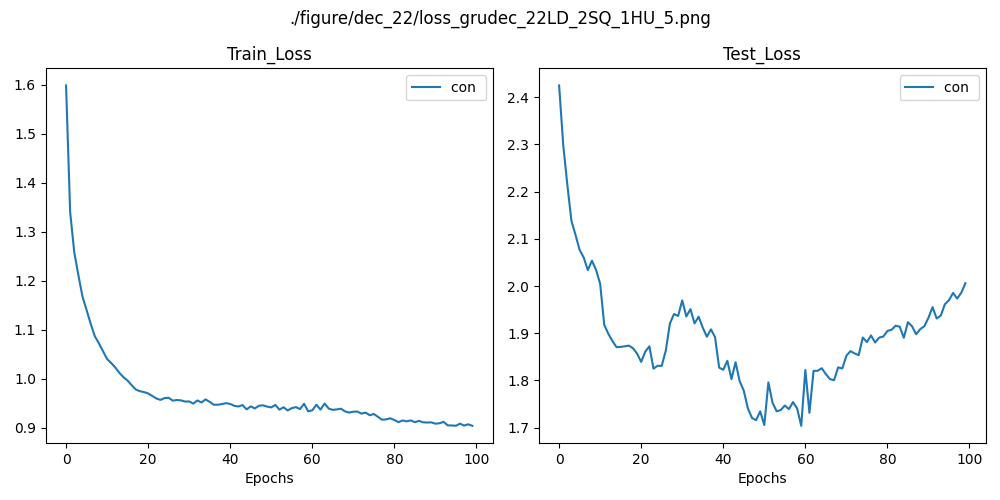 ./figure/dec_22/loss_grudec_22LD_2SQ_1HU_5.png
Train_Loss
con
1.6
1.5
1.4
1.3
1.2
1.1
1.0
0.9
0 20 40 60 80 100
Epochs
Test_Loss
con
2.4
2.3
2.2
2.1
2.0
1.9
1.8
1.7
0 20 40 60 80 100
Epochs